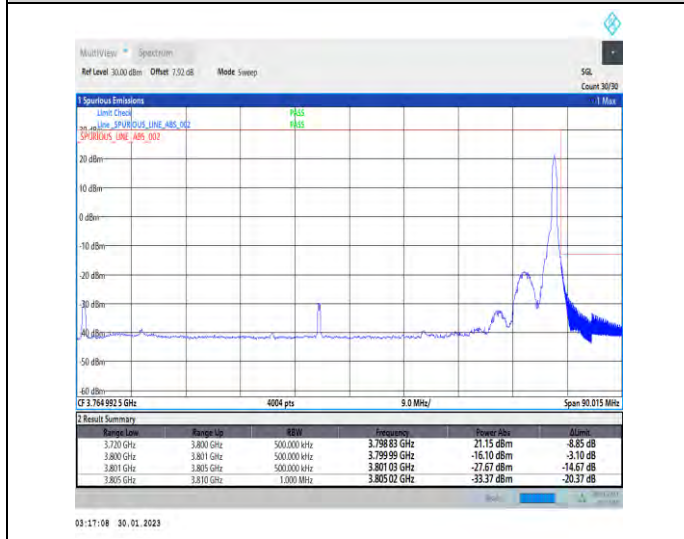 MultiView Spectrum
Ref Level 30.00 dBm Offset 7.92 dB Mode Sweep SGL
Count 30/30
1 Spurious Emissions 1 Max
Limit Check PASS
Line _SPURIOUS_LINE_ABS_002 PASS
_SPURIOUS_LINE_ABS_002
20 dBm
10 dBm
0 dBm
-10 dBm
-20 dBm
-30 dBm
-40 dBm
-50 dBm
-60 dBm
CF 3.764 992 5 GHz 4004 pts 9.0 MHz/ Span 90.015 MHz
2 Result Summary
Range Low Range Up RBW Frequency Power Abs ΔLimit
3.720 GHz 3.800 GHz 500.000 kHz 3.798 83 GHz 21.15 dBm -8.85 dB
3.800 GHz 3.801 GHz 500.000 kHz 3.799 99 GHz -16.10 dBm -3.10 dB
3.801 GHz 3.805 GHz 500.000 kHz 3.801 03 GHz -27.67 dBm -14.67 dB
3.805 GHz 3.810 GHz 1.000 MHz 3.805 02 GHz -33.37 dBm -20.37 dB
03:17:08 30.01.2023